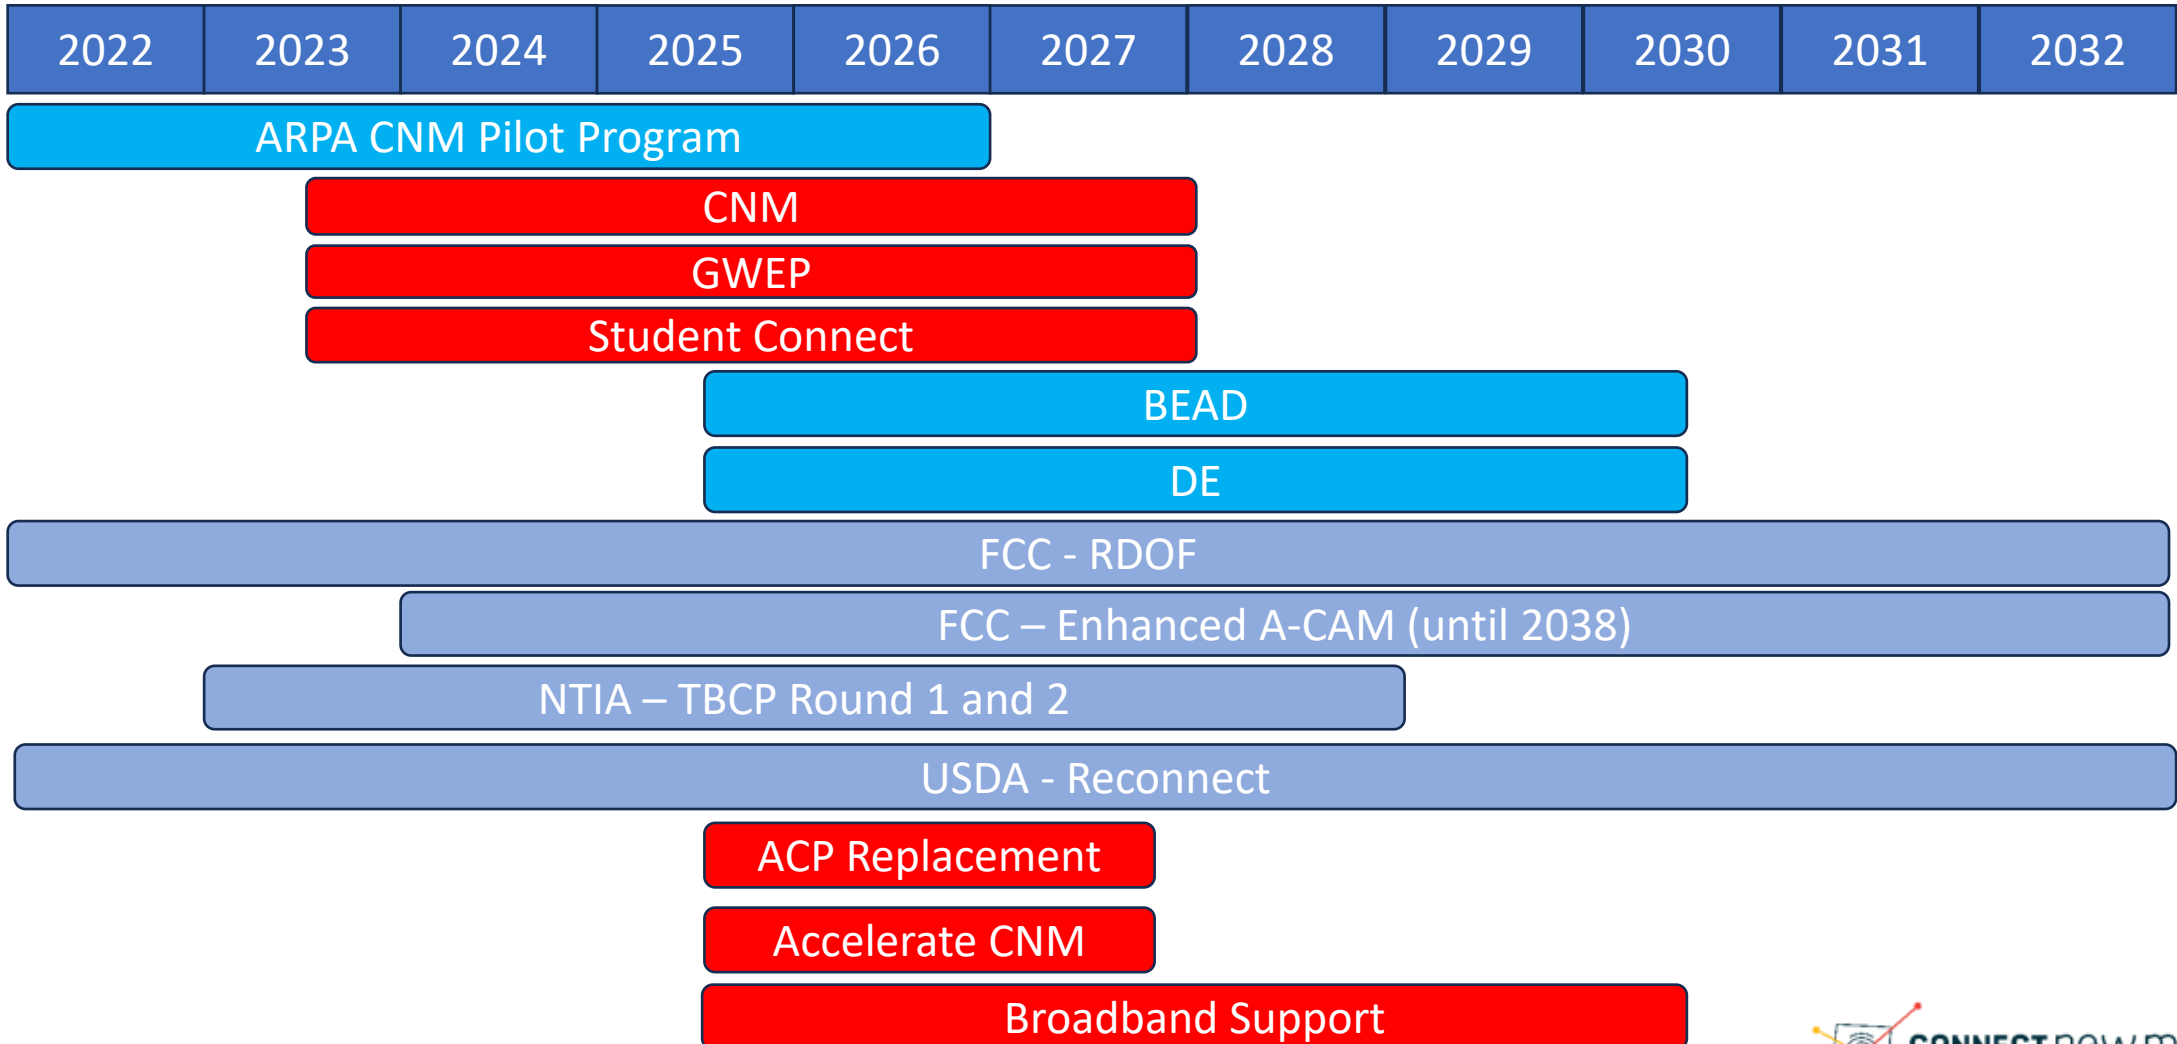 2022 2023 2024 2025 2026 2027 2028 2029 2030 2031 2032
ARPA CNM Pilot Program
CNM
GWEP
Student Connect
BEAD
DE
FCC - RDOF
FCC – Enhanced A-CAM (until 2038)
NTIA – TBCP Round 1 and 2
USDA - Reconnect
ACP Replacement
Accelerate CNM
Broadband Support
CONNECT new m